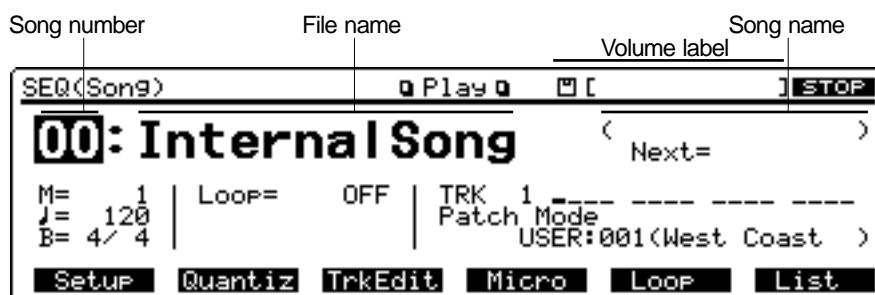 Song number File name Song name
Volume label
SEQ(Song) Play [ ] STOP
00:InternalSong ( )
Next=
M= 1 Loop= OFF TRK 1
♩= 120 Patch Mode
B= 4/ 4 USER:001(West Coast )
Setup Quantiz TrkEdit Micro Loop List